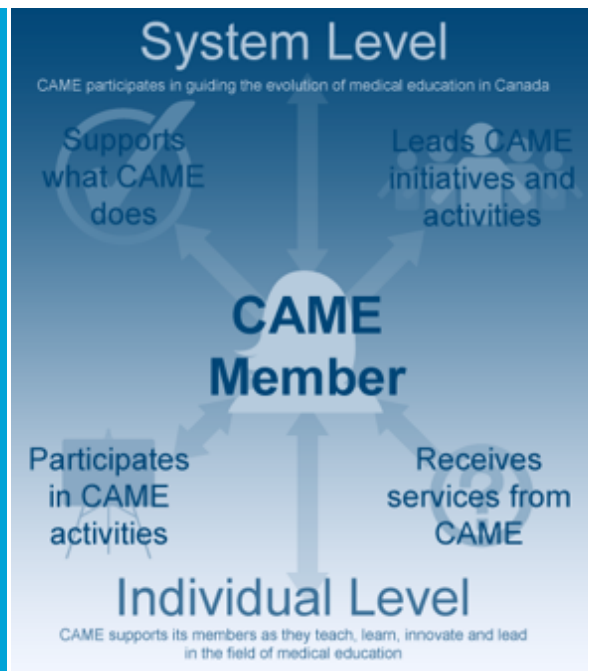 System Level
CAME participates in guiding the evolution of medical education in Canada
Supports
what CAME
does
Leads CAME
initiatives and
activities
CAME
Member
Participates
in CAME
activities
Receives
services from
CAME
Individual Level
CAME supports its members as they teach, learn, innovate and lead
in the field of medical education